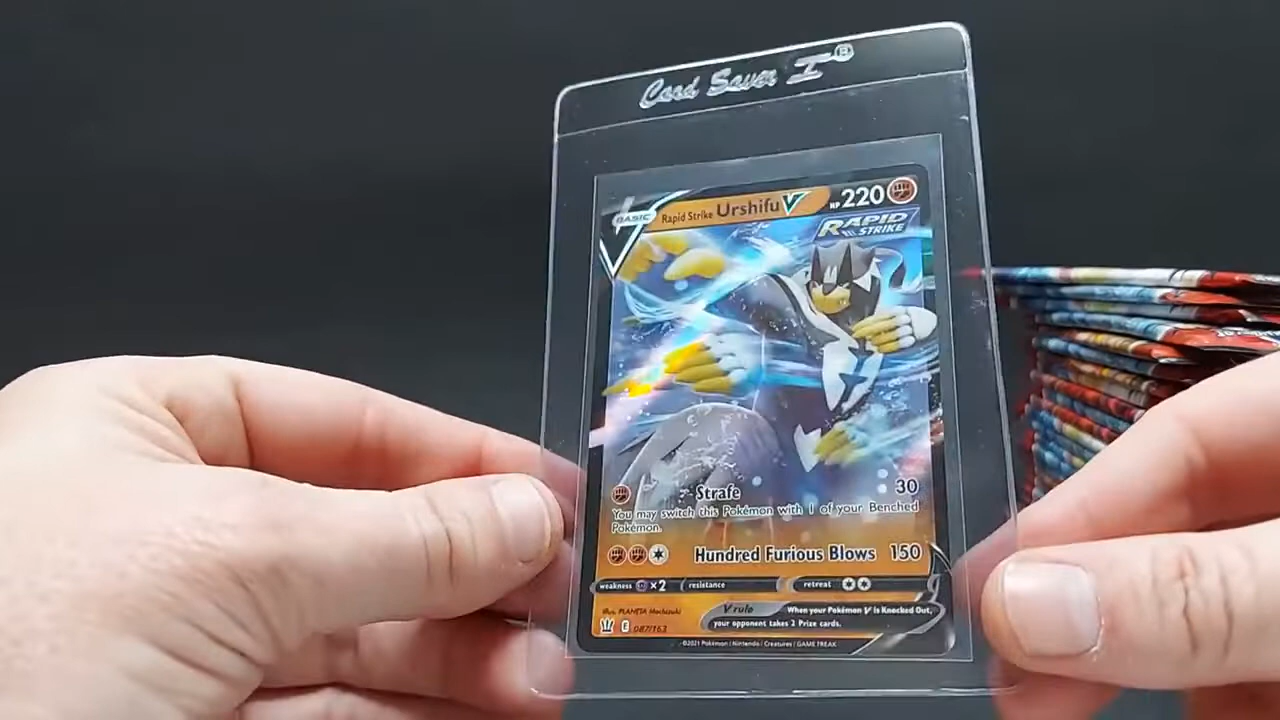 Card Saver I®
BASIC Rapid Strike Urshifu V HP 220
RAPID
STRIKE
Strafe 30
You may switch this Pokémon with 1 of your Benched
Pokémon.
Hundred Furious Blows 150
weakness ×2 resistance retreat
Illus. PLANETA Mochizuki
V rule When your Pokémon V is Knocked Out,
your opponent takes 2 Prize cards.
E 087/163
©2021 Pokémon / Nintendo / Creatures / GAME FREAK